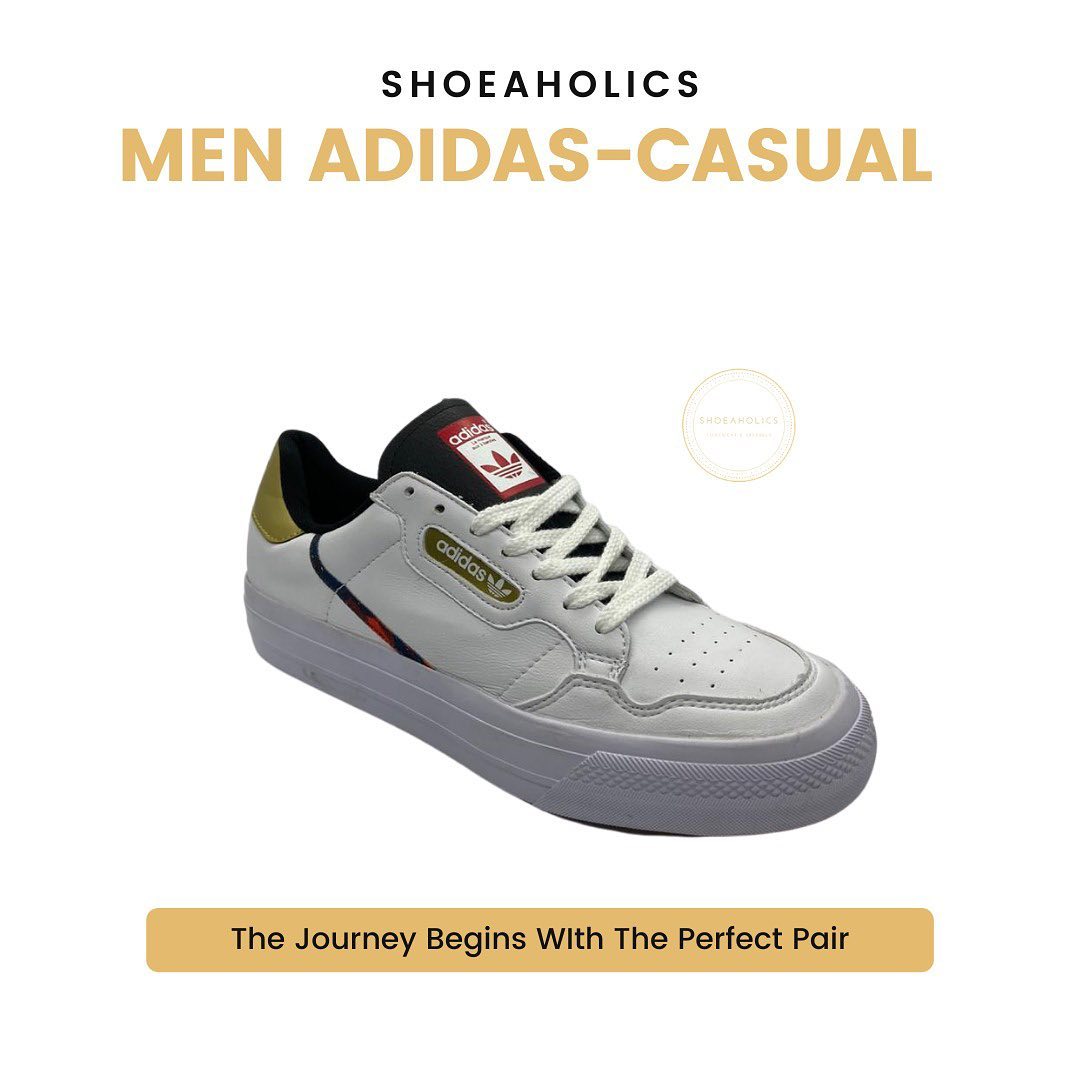 SHOEAHOLICS
MEN ADIDAS-CASUAL
SHOEAHOLICS
adidas
adidas
The Journey Begins WIth The Perfect Pair